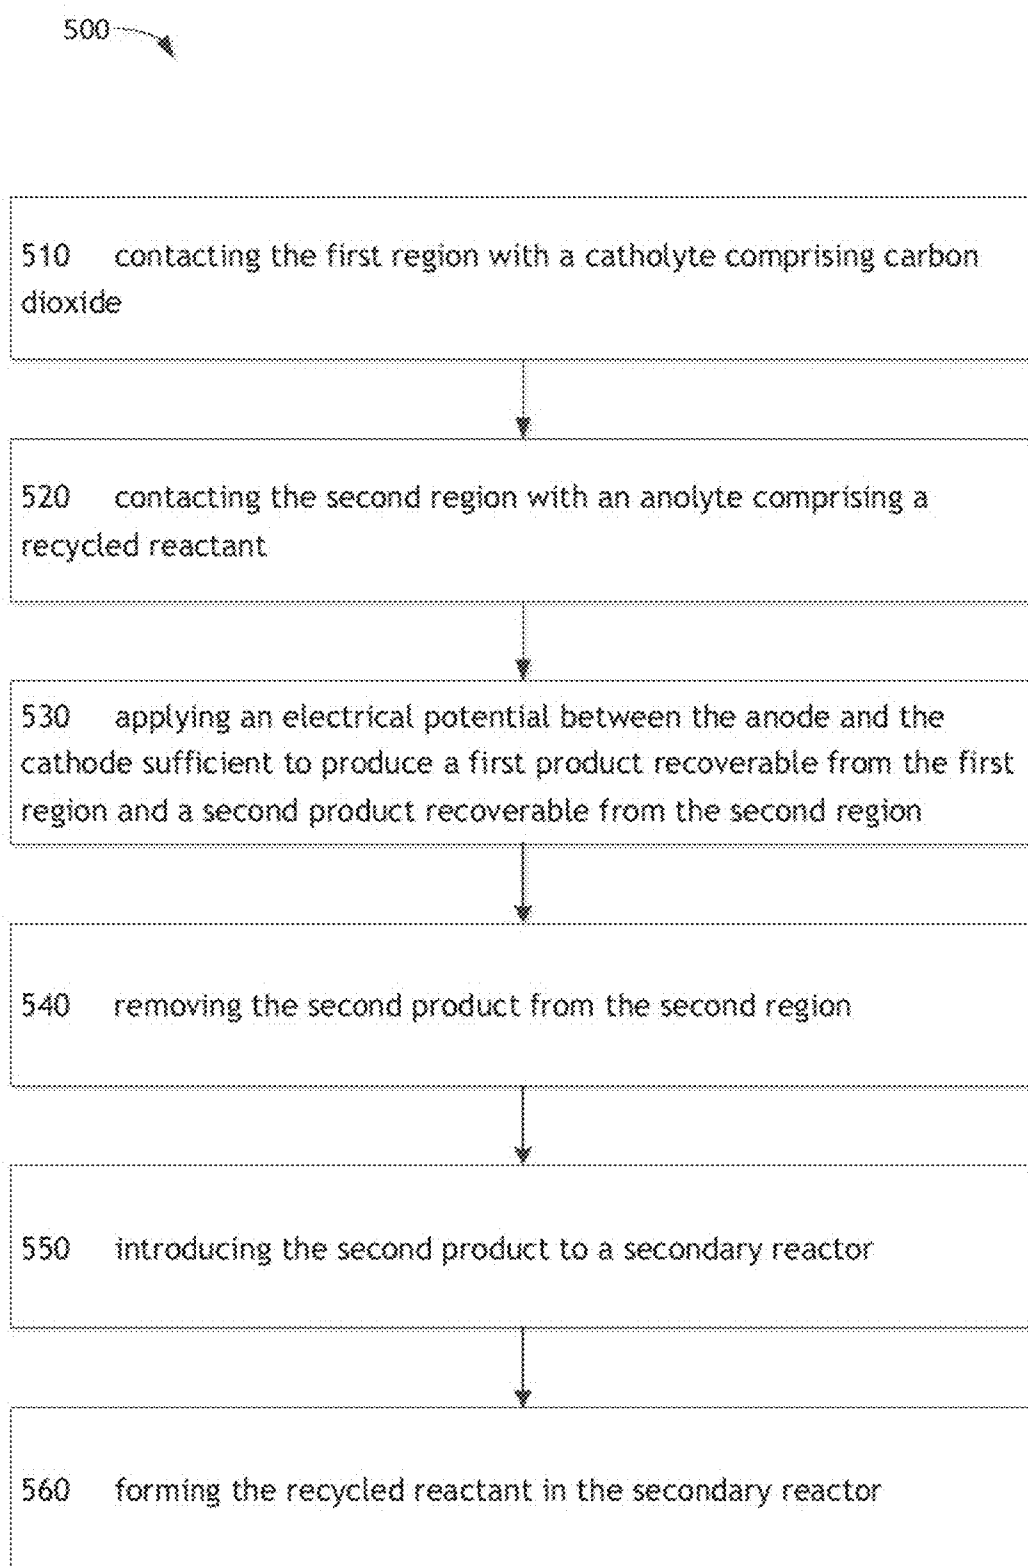 500
510 contacting the first region with a catholyte comprising carbon
dioxide
520 contacting the second region with an anolyte comprising a
recycled reactant
530 applying an electrical potential between the anode and the
cathode sufficient to produce a first product recoverable from the first
region and a second product recoverable from the second region
540 removing the second product from the second region
550 introducing the second product to a secondary reactor
560 forming the recycled reactant in the secondary reactor